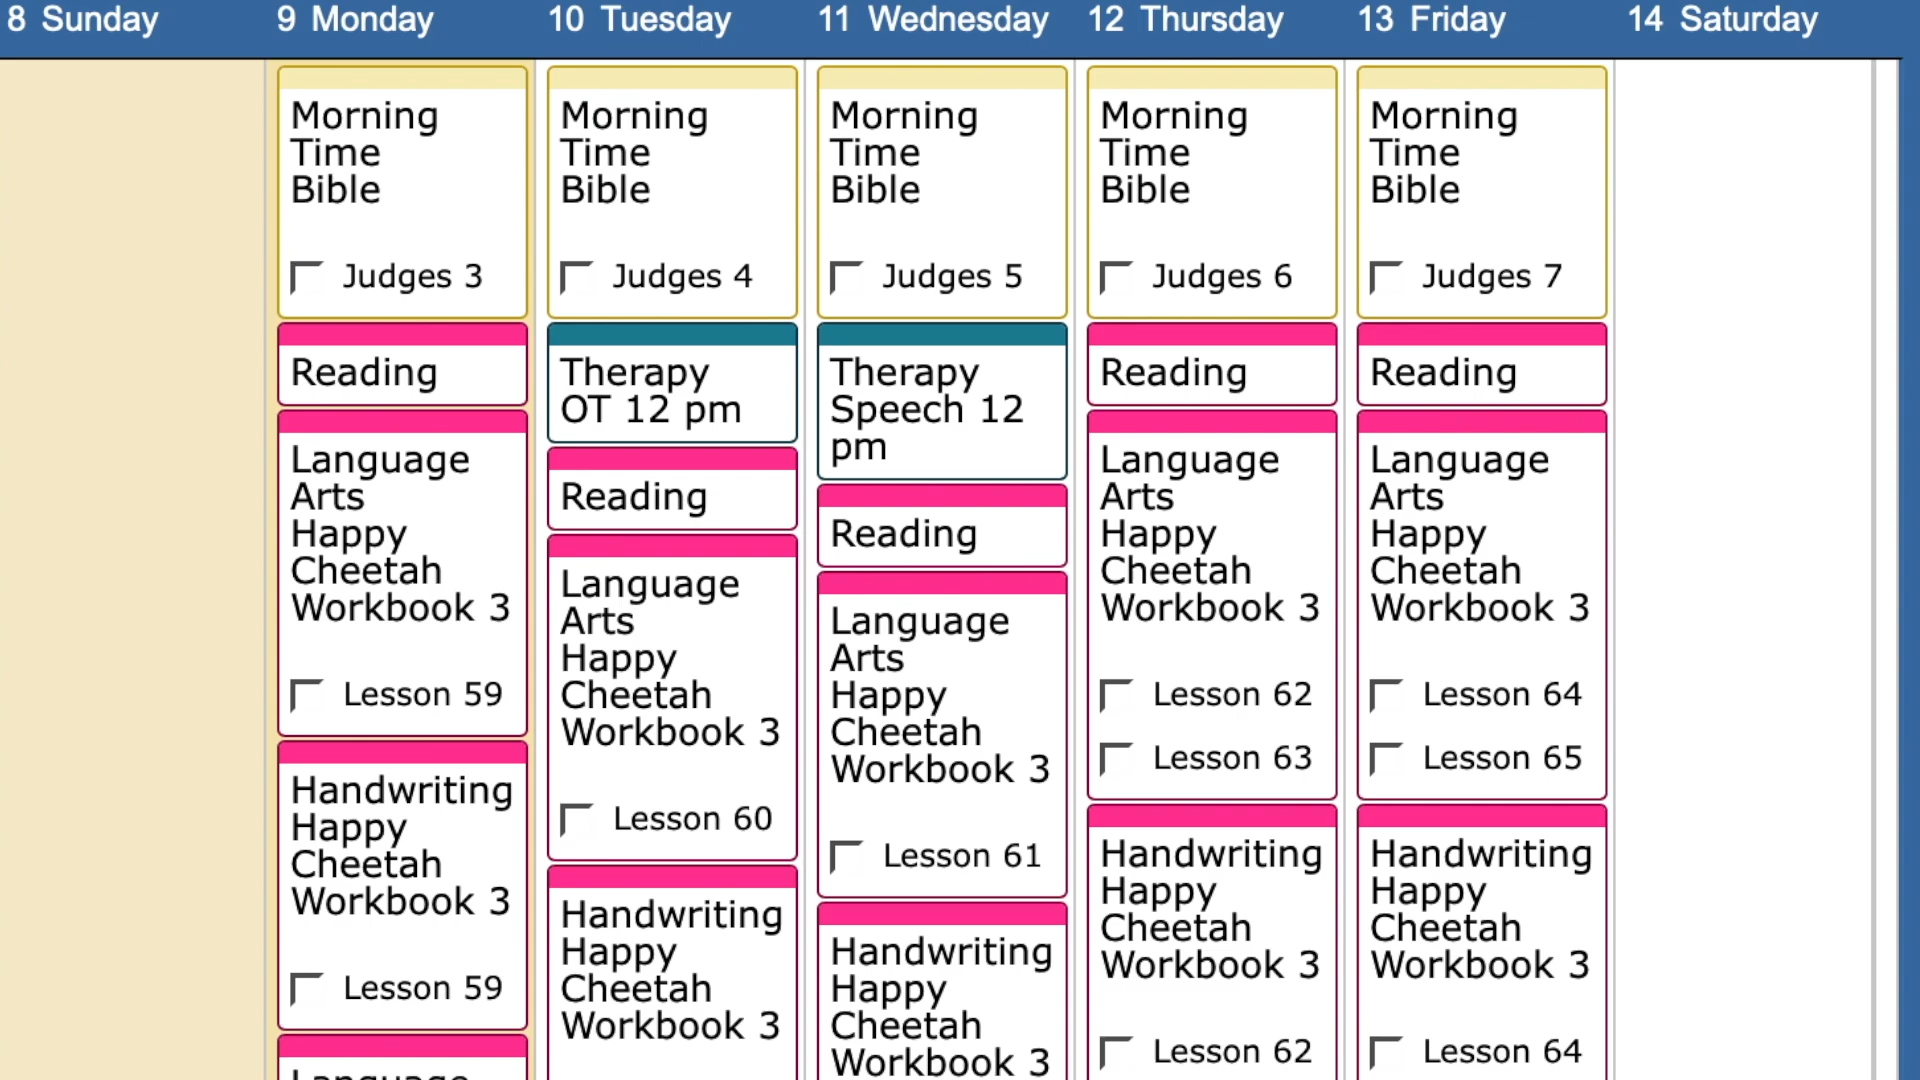 8 Sunday
9 Monday
10 Tuesday
11 Wednesday
12 Thursday
13 Friday
14 Saturday
Morning
Time
Bible
Judges 3
Reading
Language
Arts
Happy
Cheetah
Workbook 3
Lesson 59
Handwriting
Happy
Cheetah
Workbook 3
Lesson 59
Language
Morning
Time
Bible
Judges 4
Therapy
OT 12 pm
Reading
Language
Arts
Happy
Cheetah
Workbook 3
Lesson 60
Handwriting
Happy
Cheetah
Workbook 3
Morning
Time
Bible
Judges 5
Therapy
Speech 12
pm
Reading
Language
Arts
Happy
Cheetah
Workbook 3
Lesson 61
Handwriting
Happy
Cheetah
Workbook 3
Morning
Time
Bible
Judges 6
Reading
Language
Arts
Happy
Cheetah
Workbook 3
Lesson 62
Lesson 63
Handwriting
Happy
Cheetah
Workbook 3
Lesson 62
Morning
Time
Bible
Judges 7
Reading
Language
Arts
Happy
Cheetah
Workbook 3
Lesson 64
Lesson 65
Handwriting
Happy
Cheetah
Workbook 3
Lesson 64